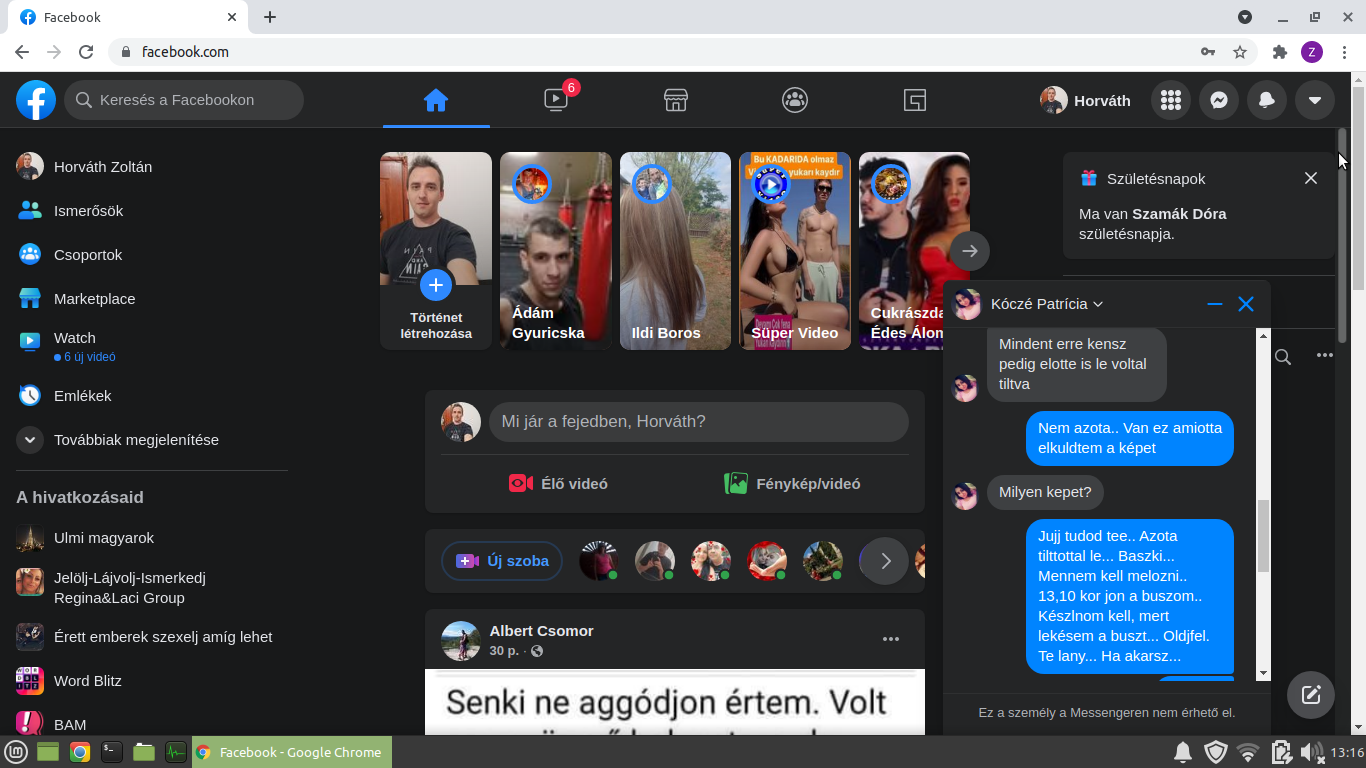 Facebook
facebook.com
Z
Keresés a Facebookon
6
Horváth
Horváth Zoltán
Ismerősök
Csoportok
Marketplace
Watch
6 új videó
Emlékek
Továbbiak megjelenítése
A hivatkozásaid
Ulmi magyarok
Jelölj-Lájvolj-Ismerkedj
Regina&Laci Group
Érett emberek szexelj amíg lehet
Word Blitz
BAM
Történet
létrehozása
Ádám
Gyuricska
Ildi Boros
Bu KADARIDA olmaz
yukarı kaydır
Süper Video
Cukrászda
Édes Álom
Mi jár a fejedben, Horváth?
Élő videó
Fénykép/videó
Új szoba
Albert Csomor
30 p. ·
Senki ne aggódjon értem. Volt
Születésnapok
Ma van Szamák Dóra
születésnapja.
Kóczé Patrícia
Mindent erre kensz
pedig elotte is le voltal
tiltva
Nem azota.. Van ez amiotta
elkuldtem a képet
Milyen kepet?
Jujj tudod tee.. Azota
tilttottal le... Baszki...
Mennem kell melozni..
13,10 kor jon a buszom..
Készlnom kell, mert
lekésem a buszt... Oldjfel.
Te lany... Ha akarsz...
Ez a személy a Messengeren nem érhető el.
Facebook - Google Chrome
13:16